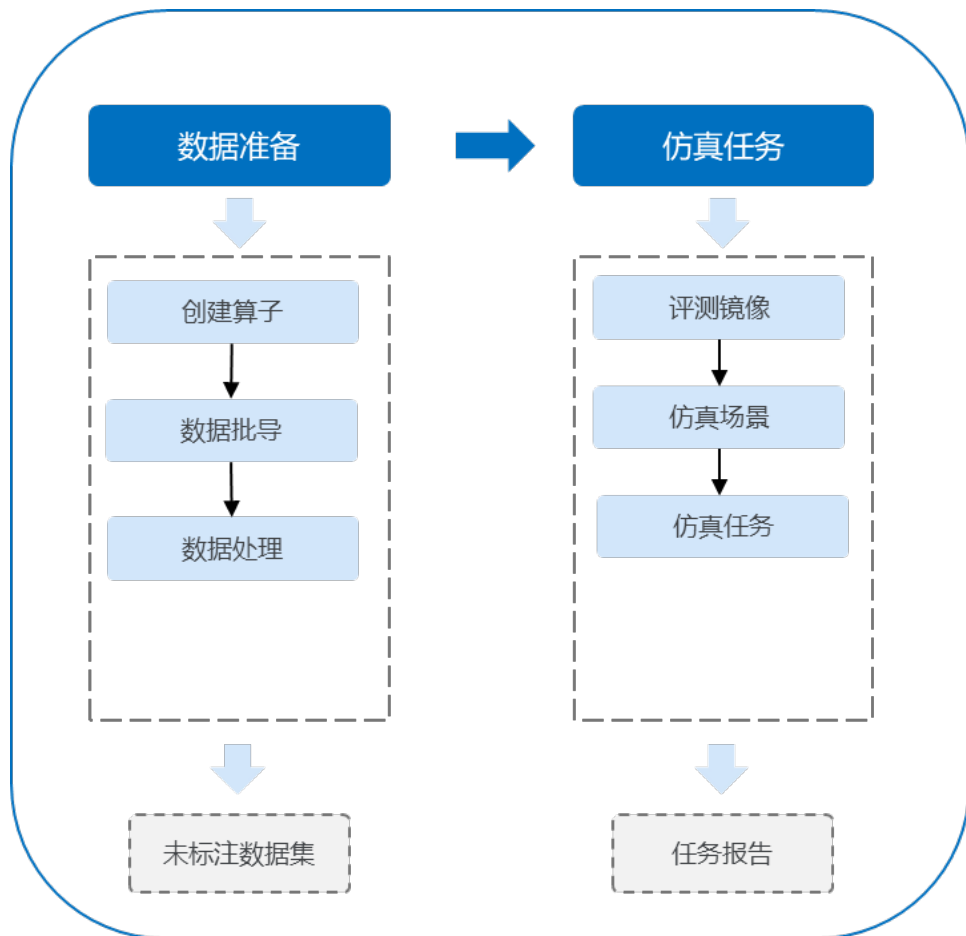 数据准备
仿真任务
创建算子
数据批导
数据处理
未标注数据集
评测镜像
仿真场景
仿真任务
任务报告